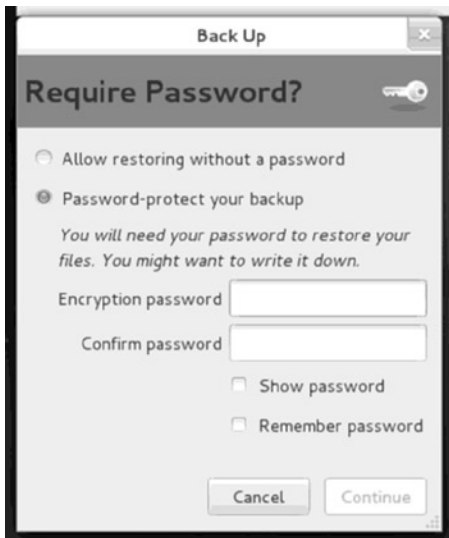 Back Up
Require Password?
Allow restoring without a password
Password-protect your backup
You will need your password to restore your
files. You might want to write it down.
Encryption password
Confirm password
Show password
Remember password
Cancel
Continue